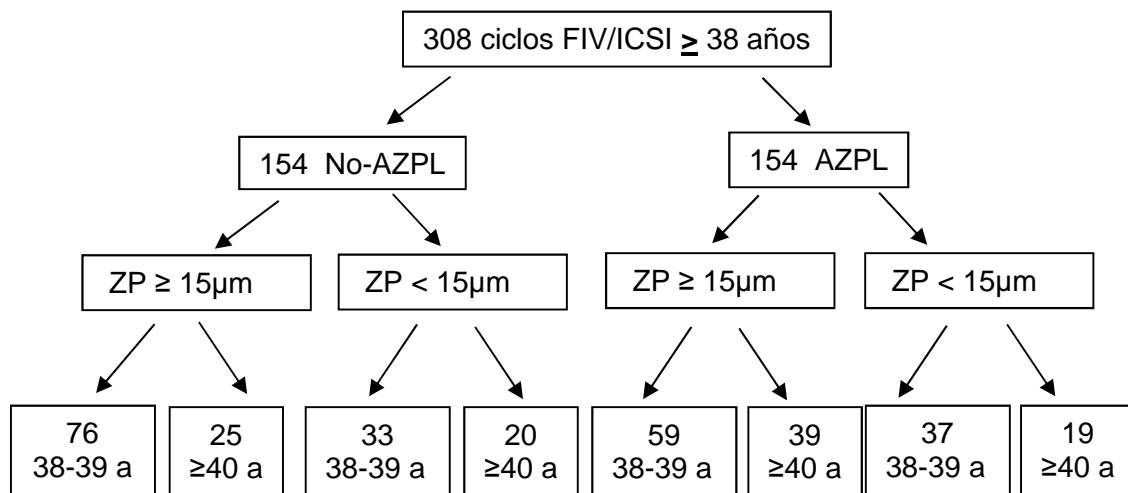 308 ciclos FIV/ICSI ≥ 38 años
154 No-AZPL
154 AZPL
ZP ≥ 15µm
ZP < 15µm
ZP ≥ 15µm
ZP < 15µm
76
38-39 a
25
≥40 a
33
38-39 a
20
≥40 a
59
38-39 a
39
≥40 a
37
38-39 a
19
≥40 a